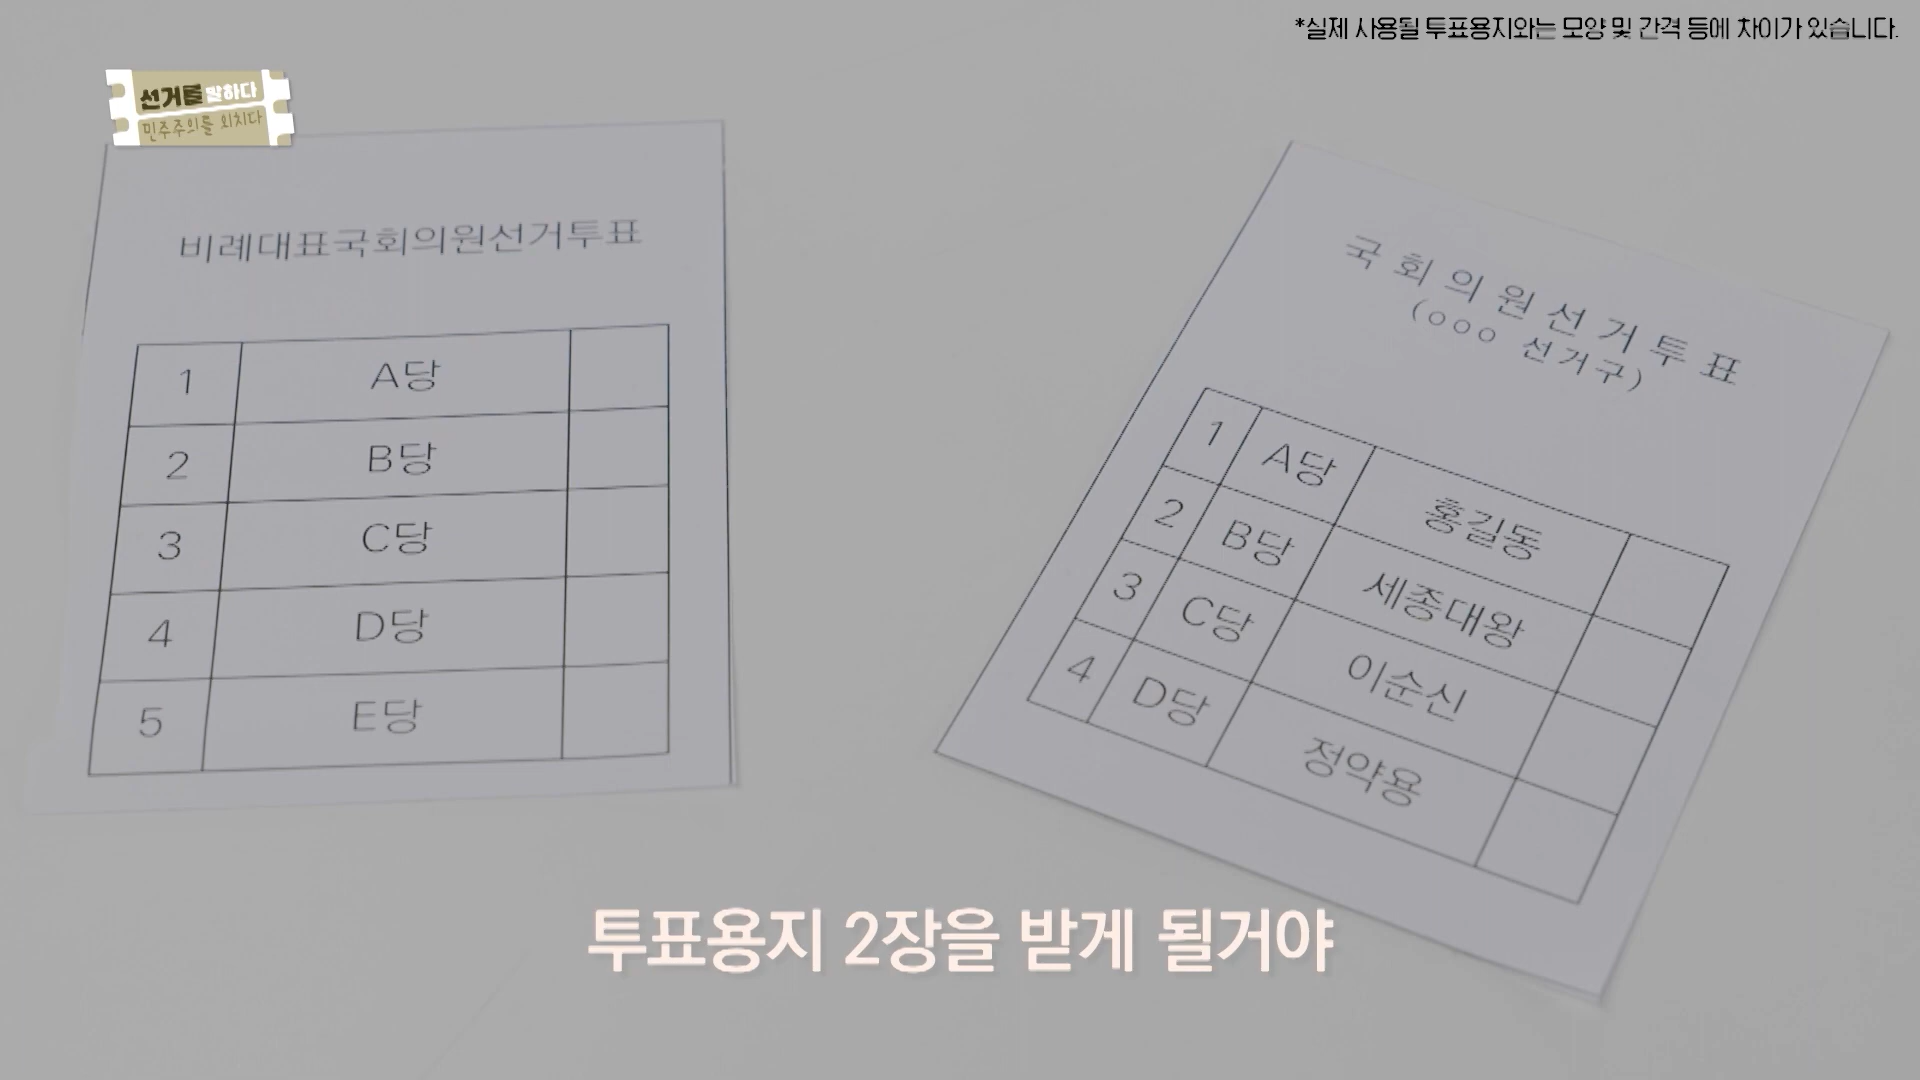 *실제 사용될 투표용지와는 모양 및 간격 등에 차이가 있습니다.
선거를 말하다
민주주의를 외치다
비례대표국회의원선거투표
1 A당
2 B당
3 C당
4 D당
5 E당
국회의원선거투표
(○○○ 선거구)
1 A당 홍길동
2 B당 세종대왕
3 C당 이순신
4 D당 정약용
투표용지 2장을 받게 될거야